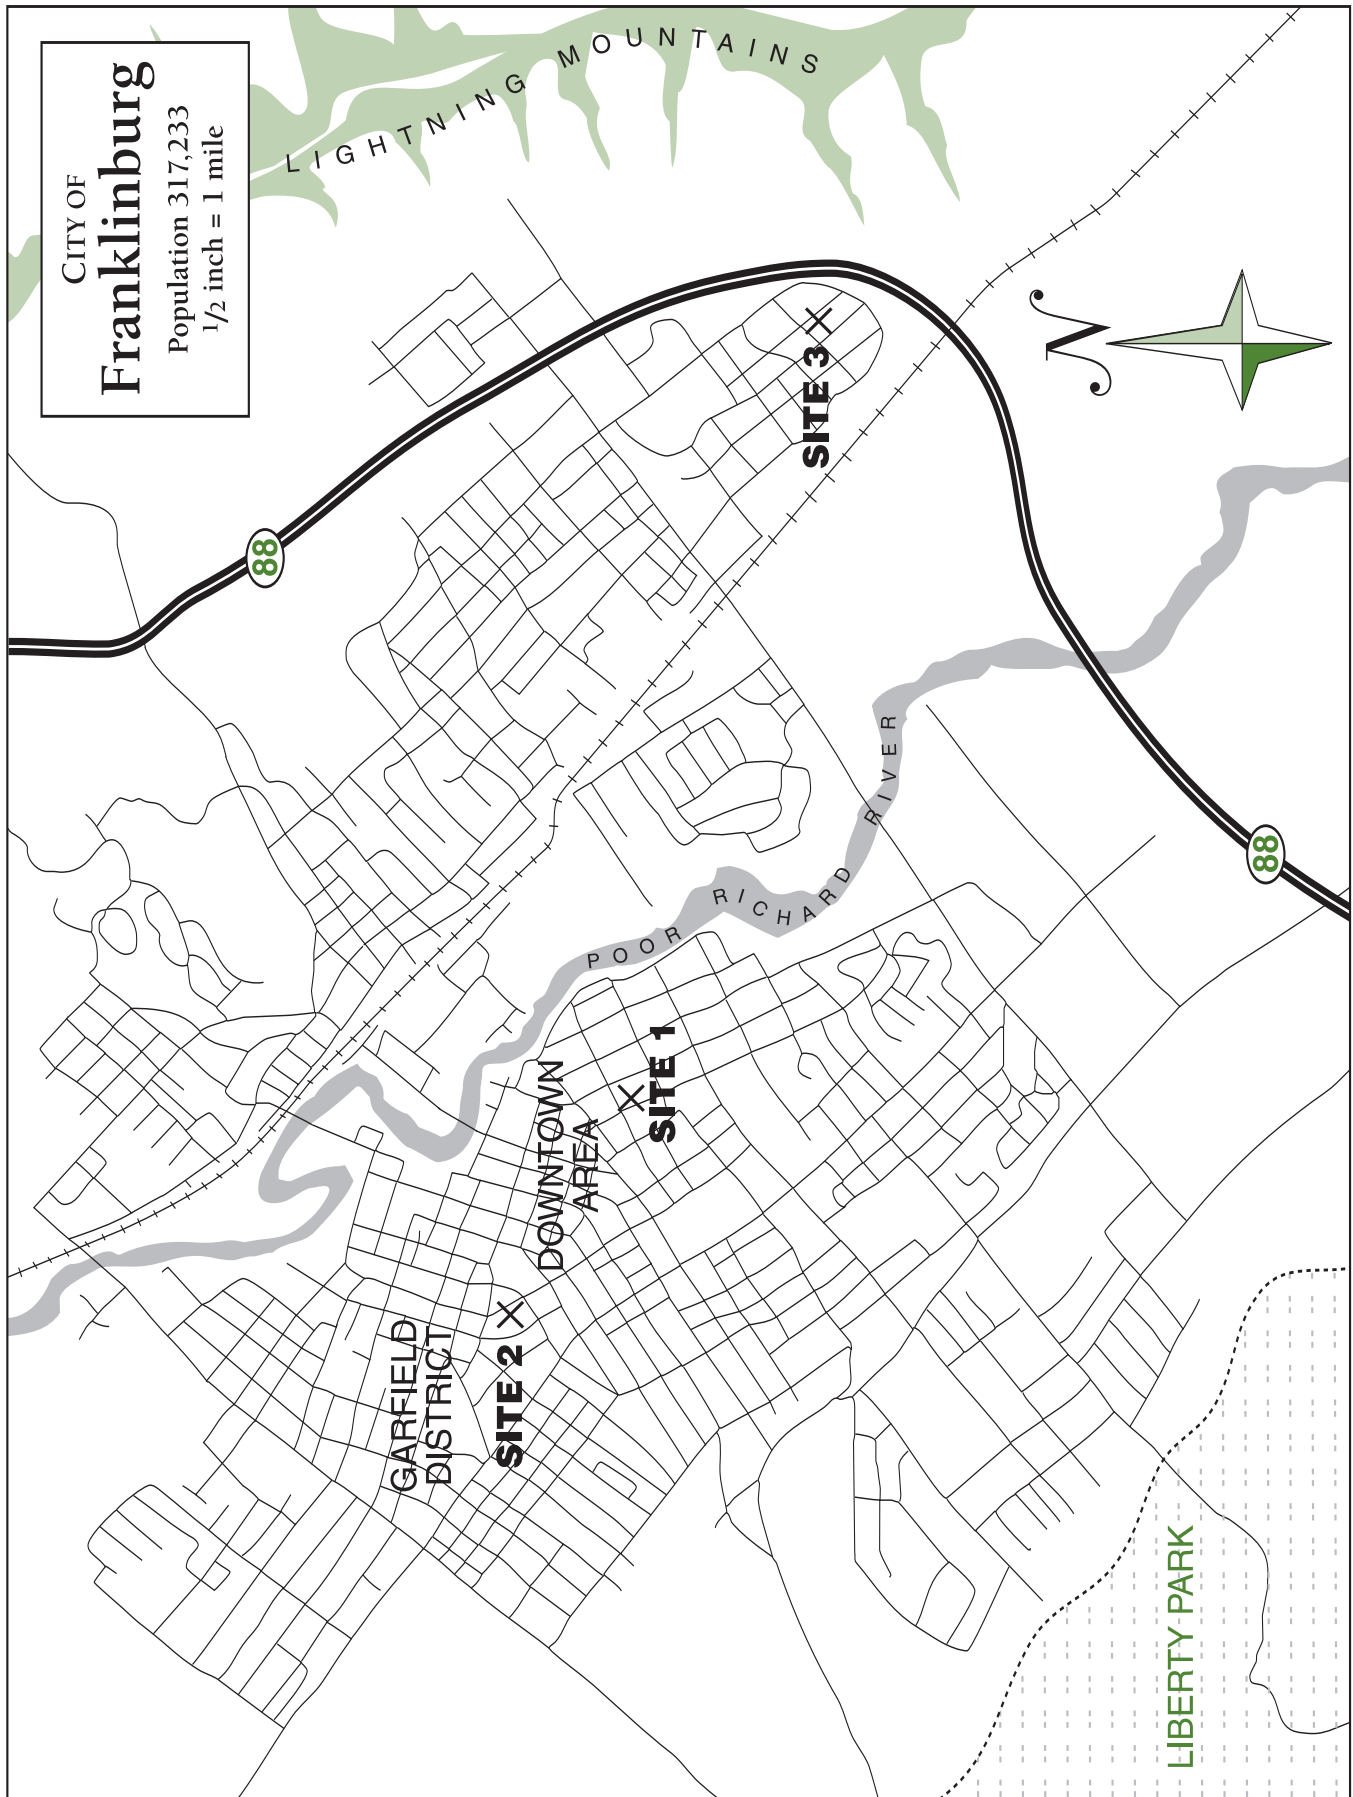 CITY OF
Franklinburg
Population 317,233
1/2 inch = 1 mile
LIGHTNING MOUNTAINS
88
N
SITE 3
POOR RICHARD RIVER
88
SITE 1
DOWNTOWN
AREA
SITE 2
GARFIELD
DISTRICT
LIBERTY PARK